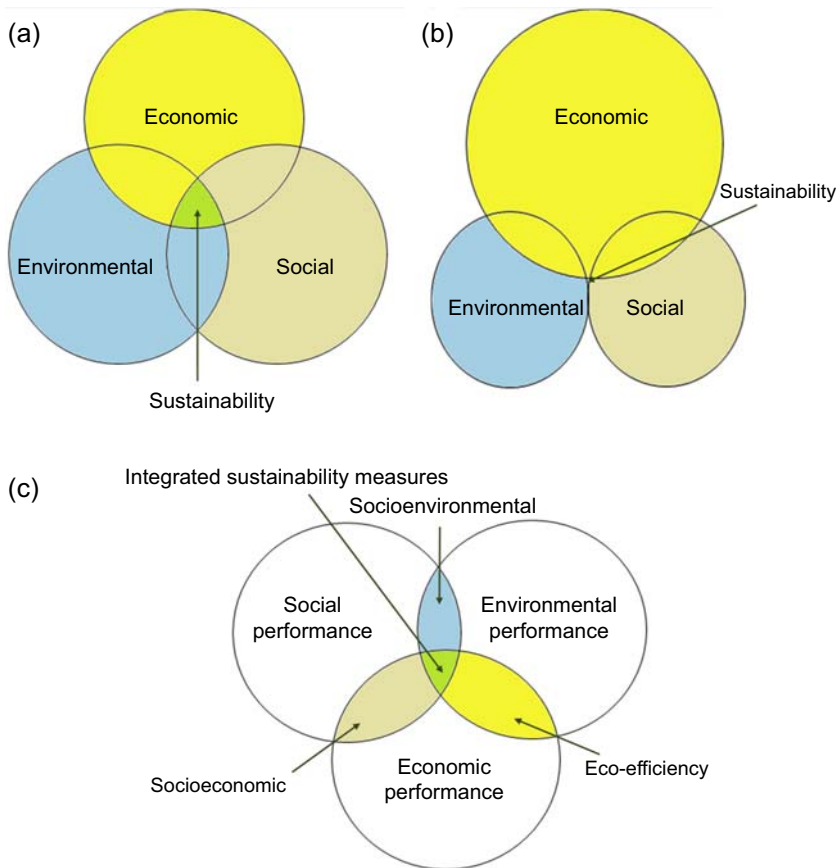 (a)
Economic
Environmental
Social
Sustainability
(b)
Economic
Sustainability
Environmental
Social
(c)
Integrated sustainability measures
Socioenvironmental
Social
performance
Environmental
performance
Socioeconomic
Economic
performance
Eco-efficiency